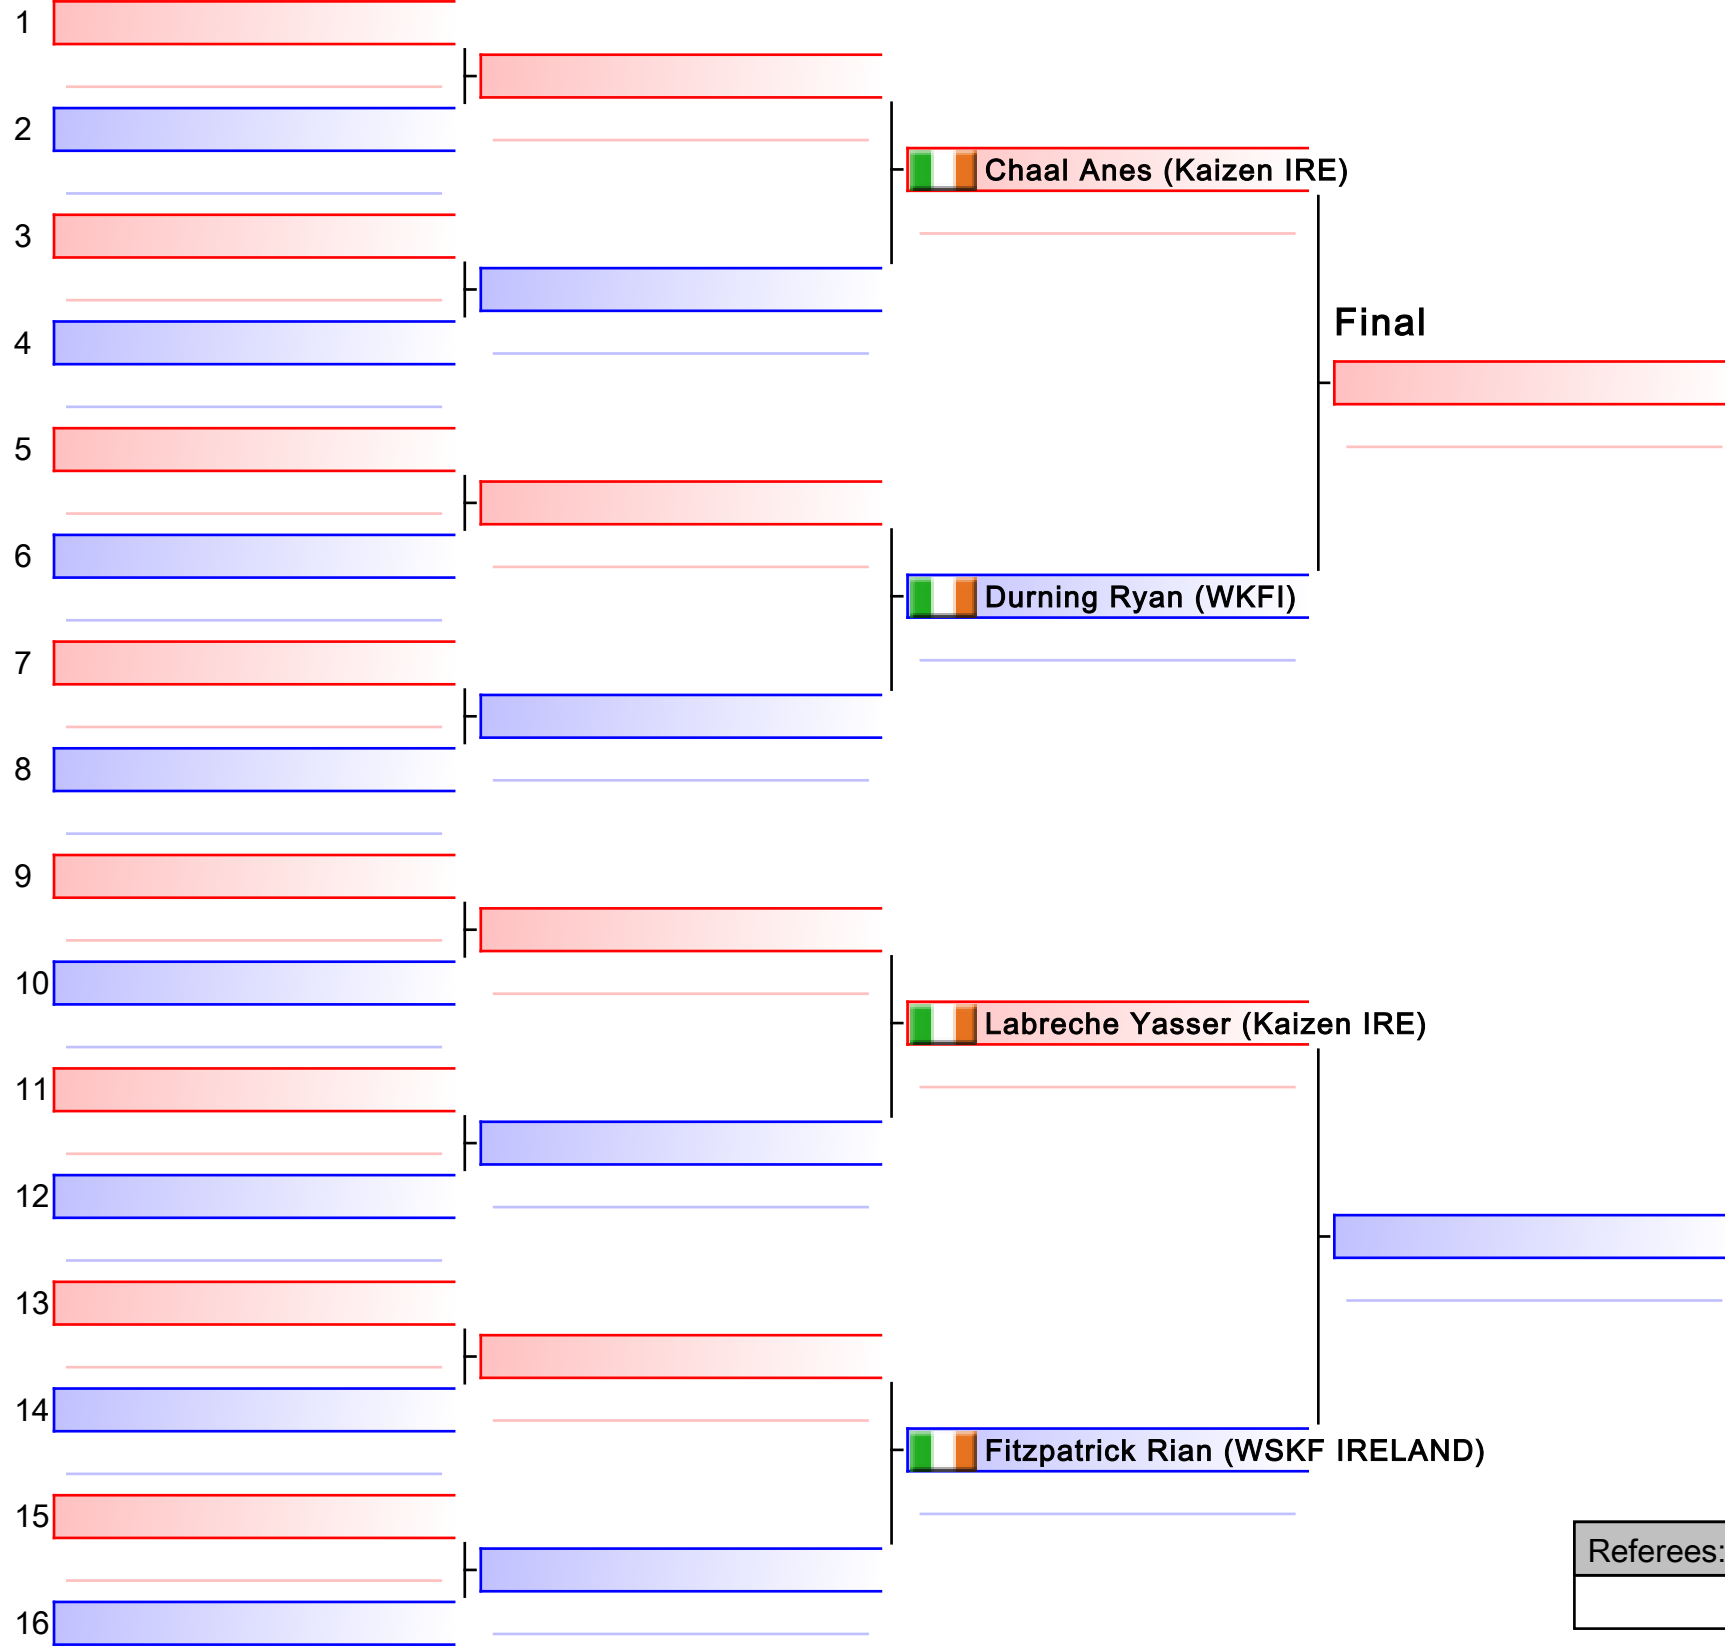 1
2
Chaal Anes (Kaizen IRE)
3
Final
4
5
6
Durning Ryan (WKFI)
7
8
9
10
Labreche Yasser (Kaizen IRE)
11
12
13
14
Fitzpatrick Rian (WSKF IRELAND)
15
Referees:
16